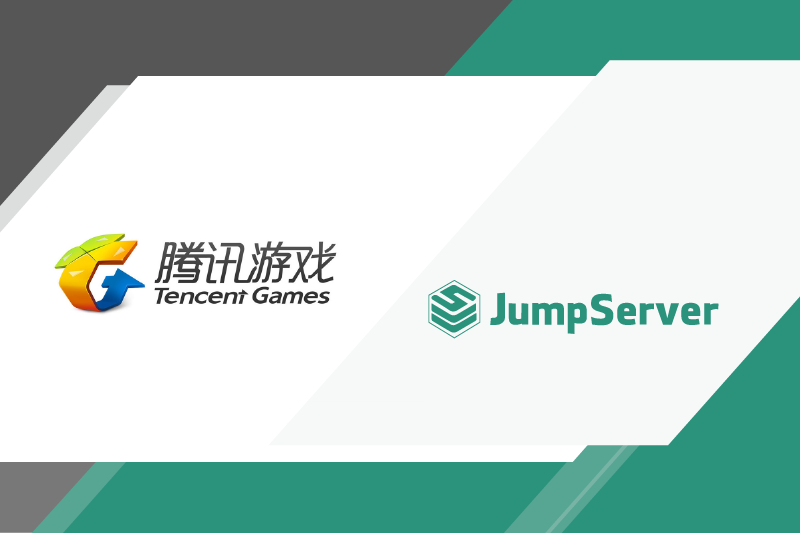 腾讯游戏
Tencent Games
JumpServer